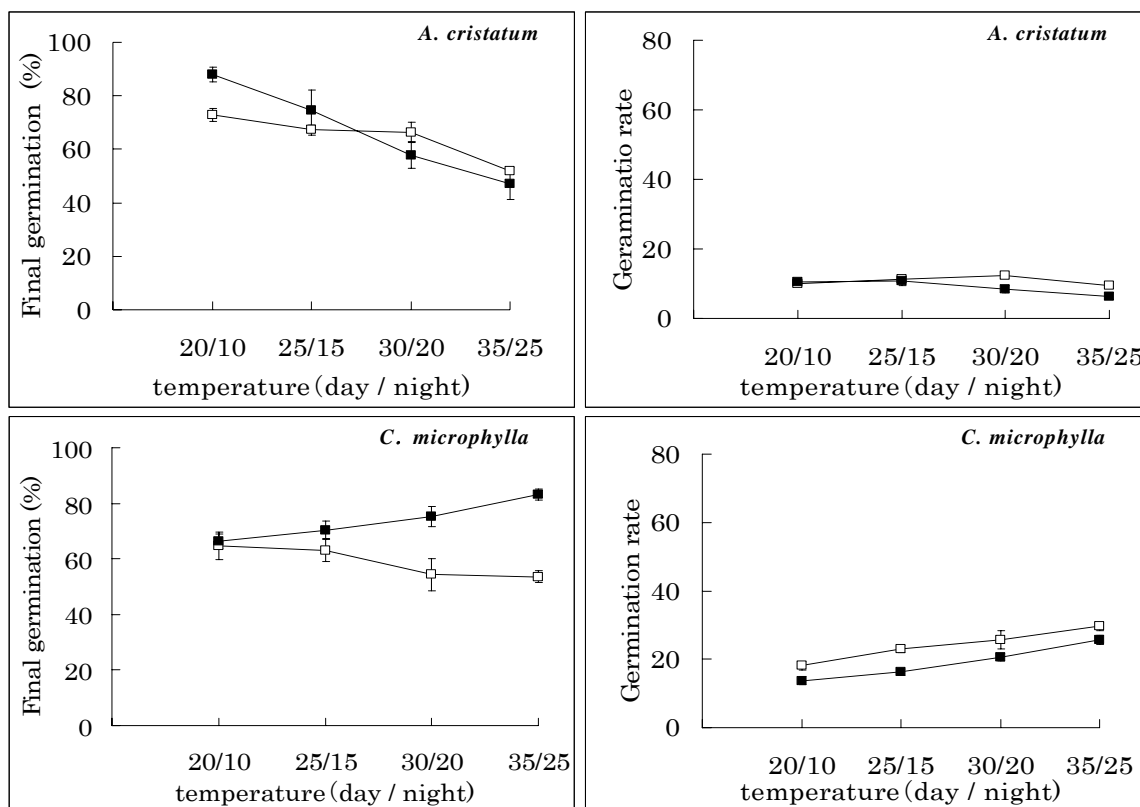 A. cristatum
Final germination (%)
100
80
60
40
20
0
20/10 25/15 30/20 35/25
temperature(day / night)
A. cristatum
Geraminatio rate
80
60
40
20
0
20/10 25/15 30/20 35/25
temperature(day / night)
C. microphylla
Final germination (%)
100
80
60
40
20
0
20/10 25/15 30/20 35/25
temperature(day / night)
C. microphylla
Germination rate
80
60
40
20
0
20/10 25/15 30/20 35/25
temperature(day / night)